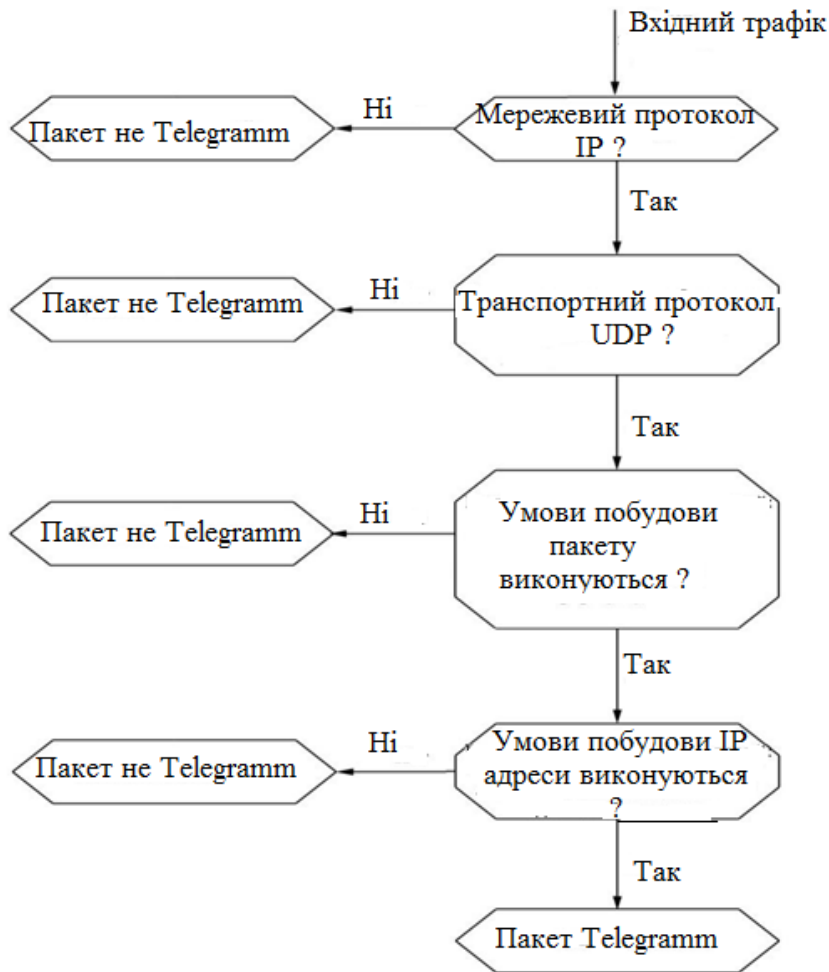 Вхідний трафік
Мережевий протокол
IP ?
Ні
Пакет не Telegramm
Так
Транспортний протокол
UDP ?
Ні
Пакет не Telegramm
Так
Умови побудови
пакету
виконуються ?
Ні
Пакет не Telegramm
Так
Умови побудови IP
адреси виконуються
?
Ні
Пакет не Telegramm
Так
Пакет Telegramm